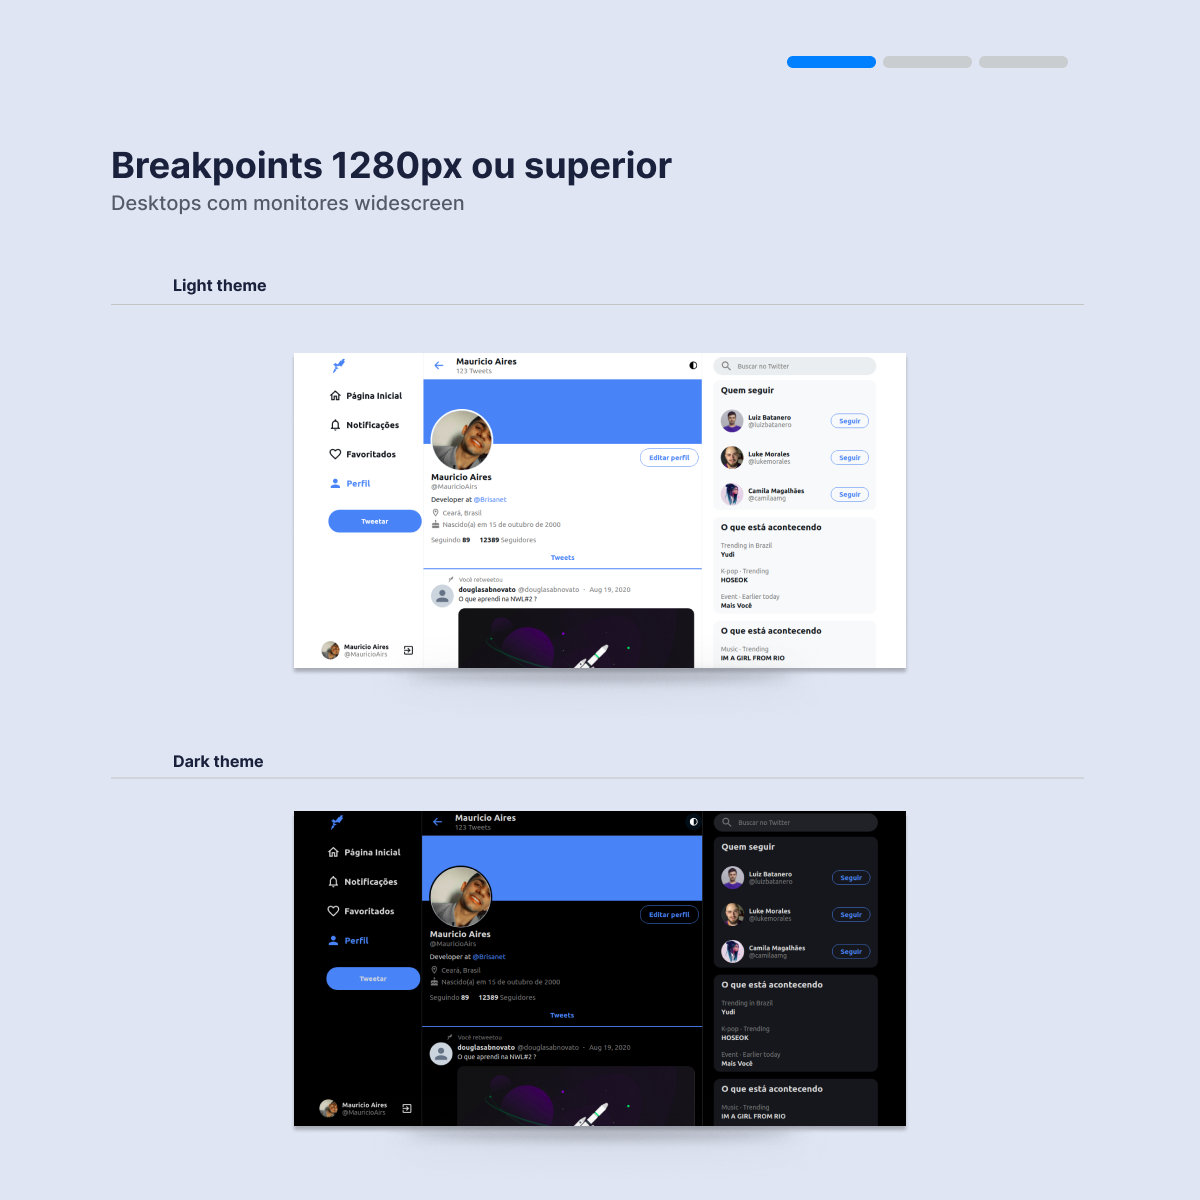 Breakpoints 1280px ou superior
Desktops com monitores widescreen
Light theme
Página Inicial
Notificações
Favoritados
Perfil
Tweetar
Mauricio Aires
@MauricioAirs
Mauricio Aires
123 Tweets
Editar perfil
Mauricio Aires
@MauricioAirs
Developer at @Brisanet
Ceará, Brasil
Nascido(a) em 15 de outubro de 2000
Seguindo 89 12389 Seguidores
Tweets
Você retweetou
douglasabnovato @douglasabnovato · Aug 19, 2020
O que aprendi na NWL#2 ?
Buscar no Twitter
Quem seguir
Luiz Batanero
@luizbatanero
Seguir
Luke Morales
@lukemorales
Seguir
Camila Magalhães
@camilaamg
Seguir
O que está acontecendo
Trending in Brazil
Yudi
K-pop · Trending
HOSEOK
Event · Earlier today
Mais Você
O que está acontecendo
Music · Trending
IM A GIRL FROM RIO
Dark theme
Página Inicial
Notificações
Favoritados
Perfil
Tweetar
Mauricio Aires
@MauricioAirs
Mauricio Aires
123 Tweets
Editar perfil
Mauricio Aires
@MauricioAirs
Developer at @Brisanet
Ceará, Brasil
Nascido(a) em 15 de outubro de 2000
Seguindo 89 12389 Seguidores
Tweets
Você retweetou
douglasabnovato @douglasabnovato · Aug 19, 2020
O que aprendi na NWL#2 ?
Buscar no Twitter
Quem seguir
Luiz Batanero
@luizbatanero
Seguir
Luke Morales
@lukemorales
Seguir
Camila Magalhães
@camilaamg
Seguir
O que está acontecendo
Trending in Brazil
Yudi
K-pop · Trending
HOSEOK
Event · Earlier today
Mais Você
O que está acontecendo
Music · Trending
IM A GIRL FROM RIO